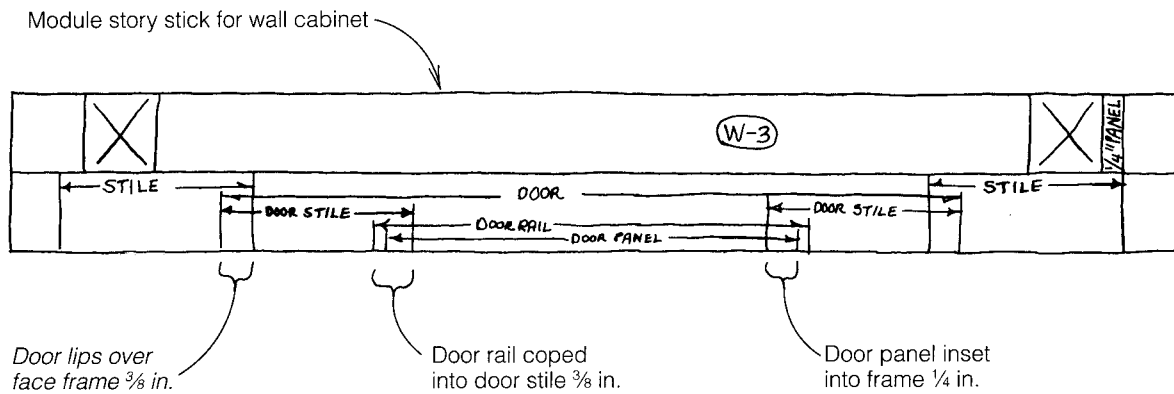 Module story stick for wall cabinet
W-3
1/4" PANEL
STILE
DOOR
STILE
DOOR STILE
DOOR STILE
DOOR RAIL
DOOR PANEL
Door lips over
face frame 3/8 in.
Door rail coped
into door stile 3/8 in.
Door panel inset
into frame 1/4 in.